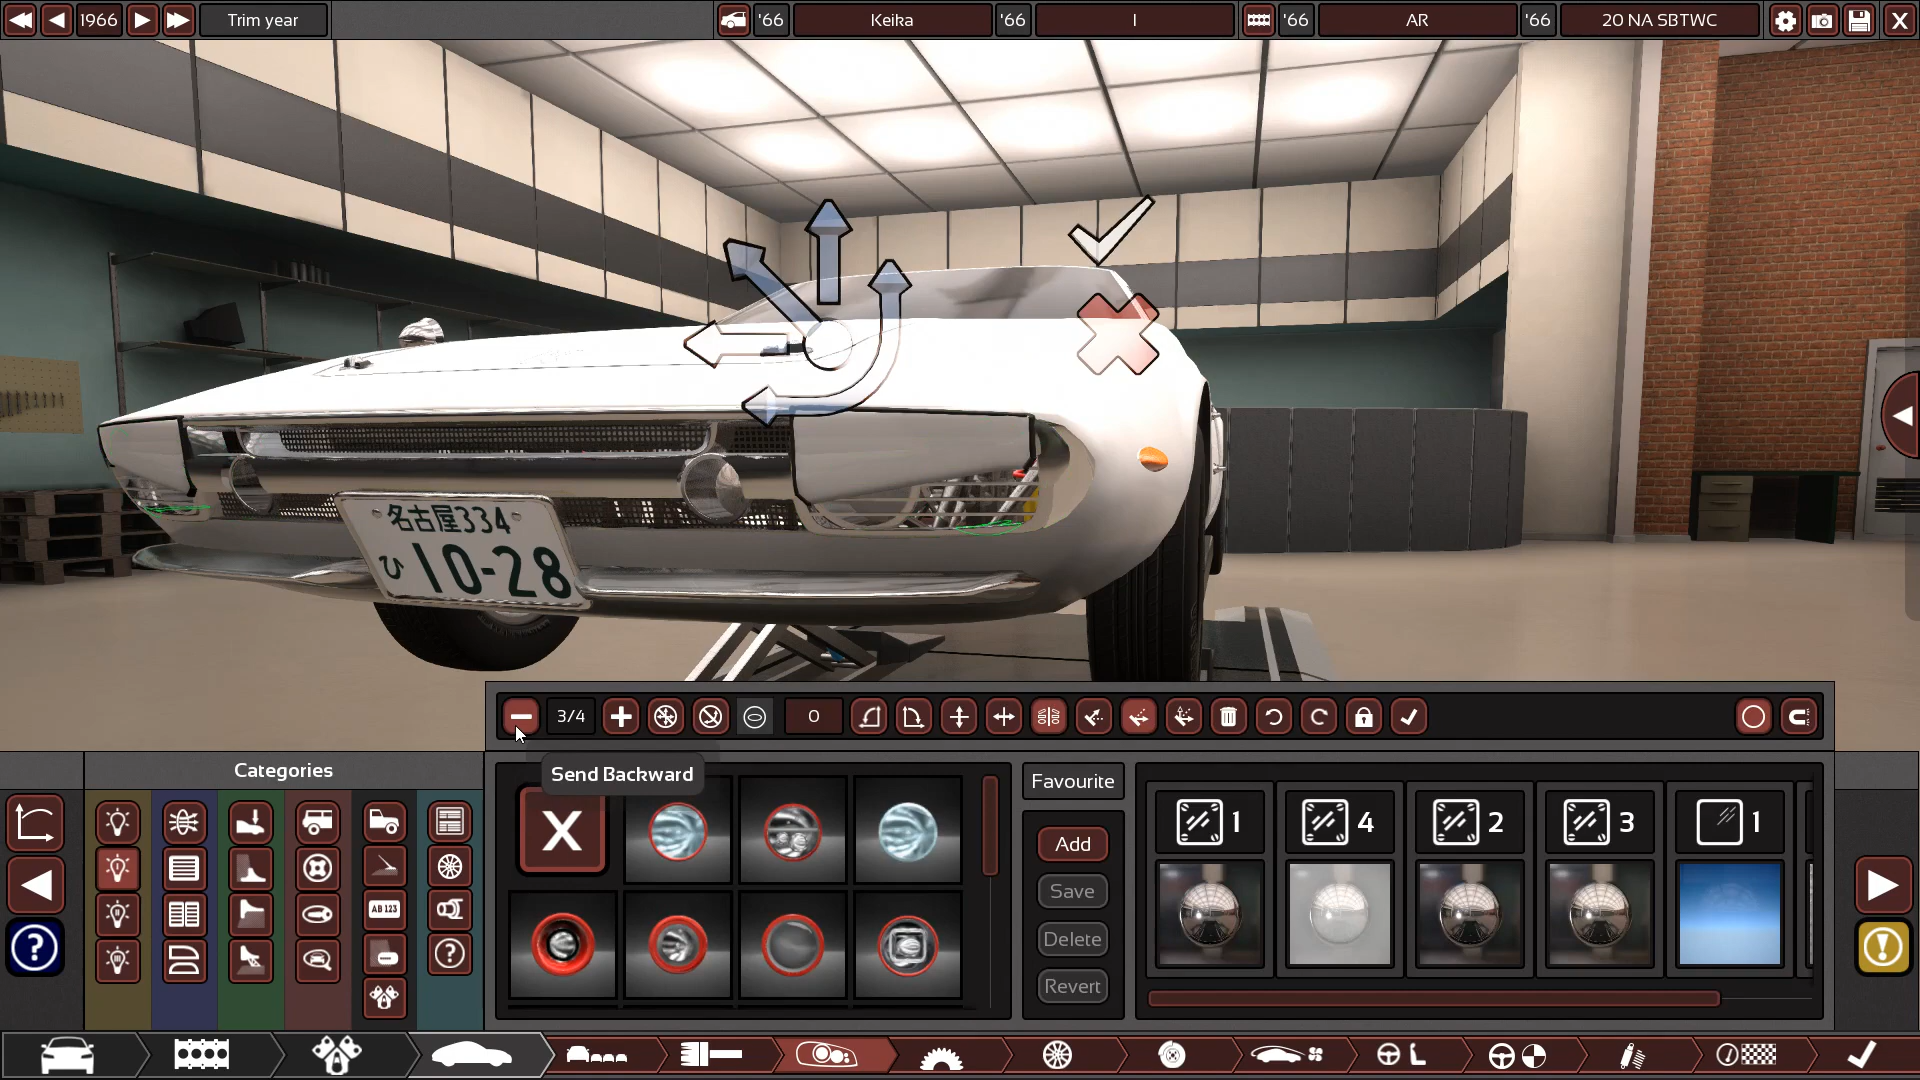 1966
Trim year
'66
Keika
'66
I
'66
AR
'66
20 NA SBTWC
名古屋334
ひ 10-28
3/4
0
Send Backward
Categories
Favourite
Add
Save
Delete
Revert
X
1
4
2
3
1
AB 123